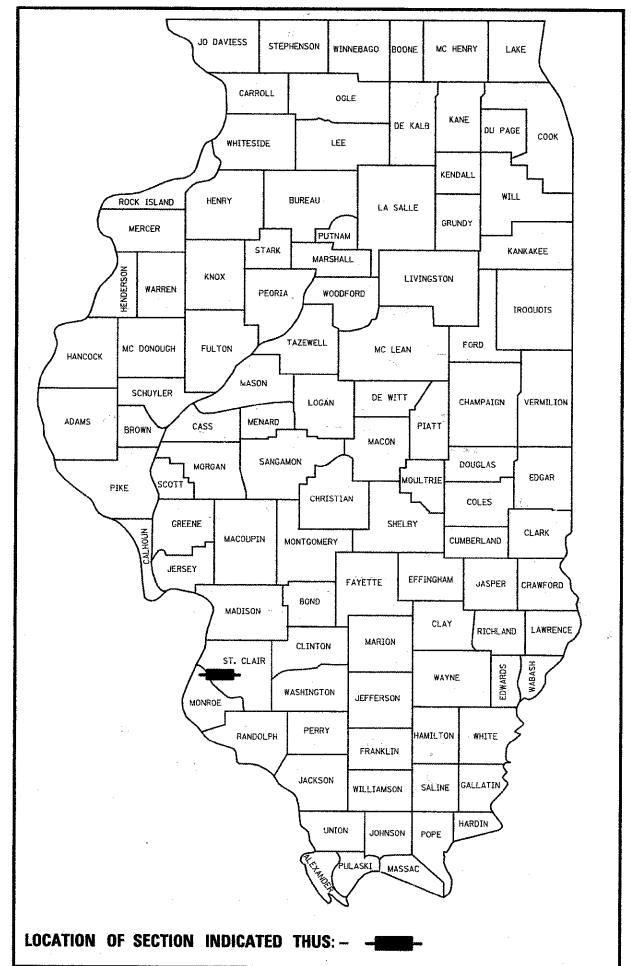 JO DAVIESS STEPHENSON WINNEBAGO BOONE MC HENRY LAKE
CARROLL OGLE DE KALB KANE DU PAGE COOK
WHITESIDE LEE
KENDALL
ROCK ISLAND HENRY BUREAU LA SALLE WILL
MERCER PUTNAM GRUNDY
STARK MARSHALL KANKAKEE
HENDERSON WARREN KNOX PEORIA WOODFORD LIVINGSTON IROQUOIS
HANCOCK MC DONOUGH FULTON TAZEWELL MC LEAN FORD
MASON
SCHUYLER LOGAN DE WITT CHAMPAIGN VERMILION
ADAMS BROWN CASS MENARD MACON PIATT
MORGAN SANGAMON DOUGLAS
PIKE SCOTT CHRISTIAN MOULTRIE COLES EDGAR
GREENE MACOUPIN MONTGOMERY SHELBY CUMBERLAND CLARK
CALHOUN JERSEY
MADISON BOND FAYETTE EFFINGHAM JASPER CRAWFORD
CLINTON MARION CLAY RICHLAND LAWRENCE
ST. CLAIR WAYNE EDWARDS WABASH
MONROE WASHINGTON JEFFERSON
RANDOLPH PERRY HAMILTON WHITE
FRANKLIN
JACKSON WILLIAMSON SALINE GALLATIN
UNION JOHNSON POPE HARDIN
ALEXANDER PULASKI MASSAC
LOCATION OF SECTION INDICATED THUS: –